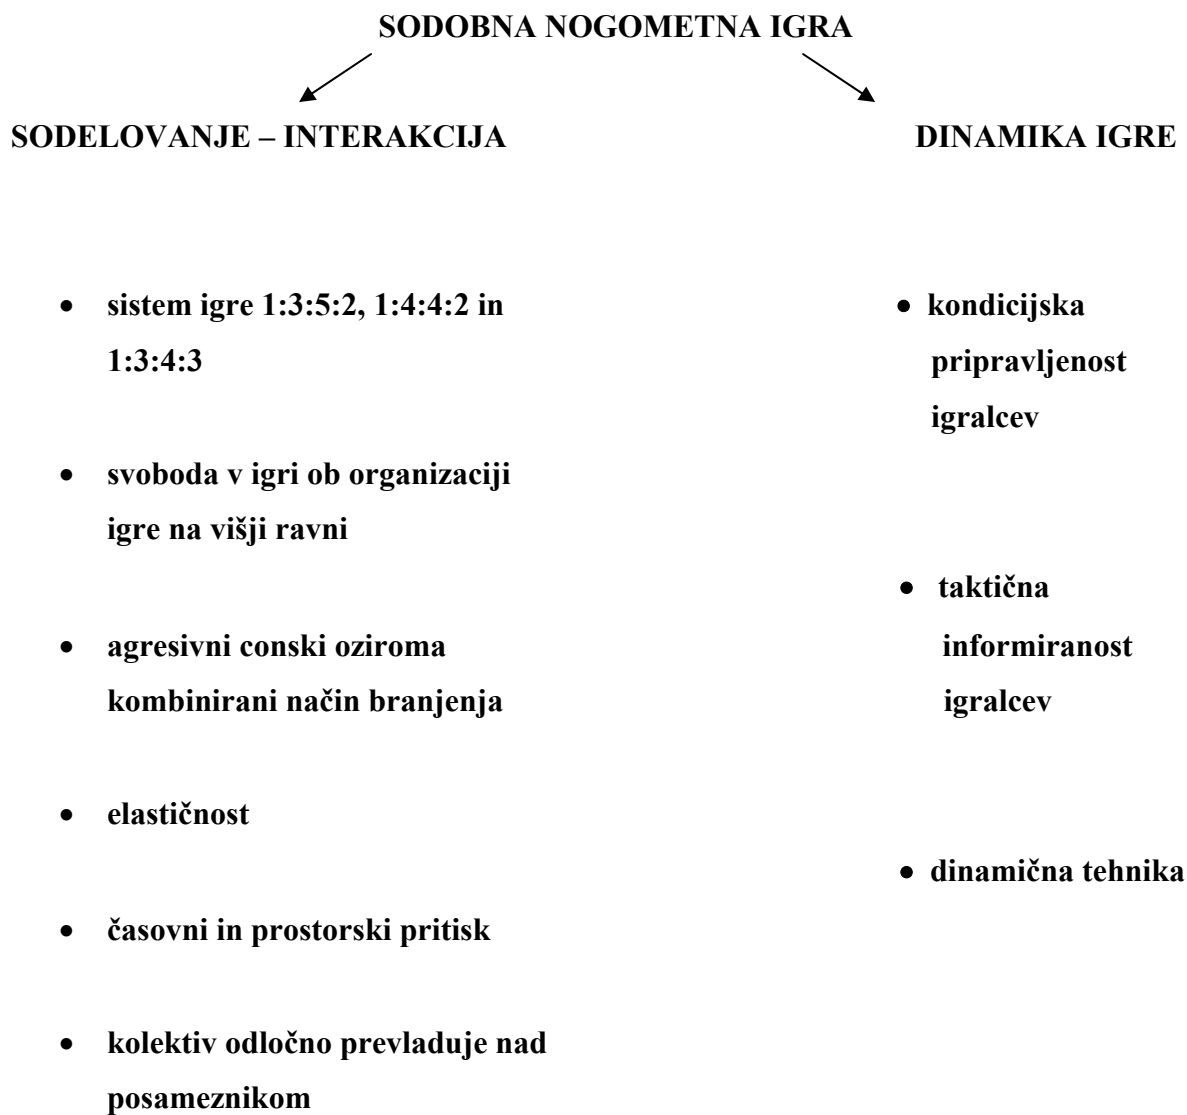 SODOBNA NOGOMETNA IGRA
SODELOVANJE – INTERAKCIJA
• sistem igre 1:3:5:2, 1:4:4:2 in
1:3:4:3
• svoboda v igri ob organizaciji
igre na višji ravni
• agresivni conski oziroma
kombinirani način branjenja
• elastičnost
• časovni in prostorski pritisk
• kolektiv odločno prevladuje nad
posameznikom
DINAMIKA IGRE
• kondicijska
pripravljenost
igralcev
• taktična
informiranost
igralcev
• dinamična tehnika